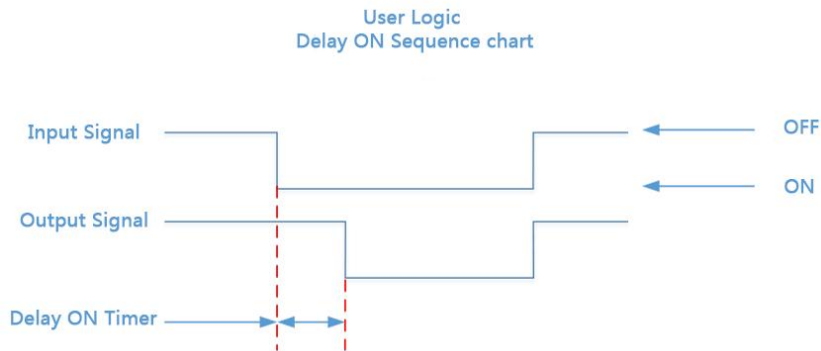 User Logic
Delay ON Sequence chart
Input Signal
OFF
ON
Output Signal
Delay ON Timer